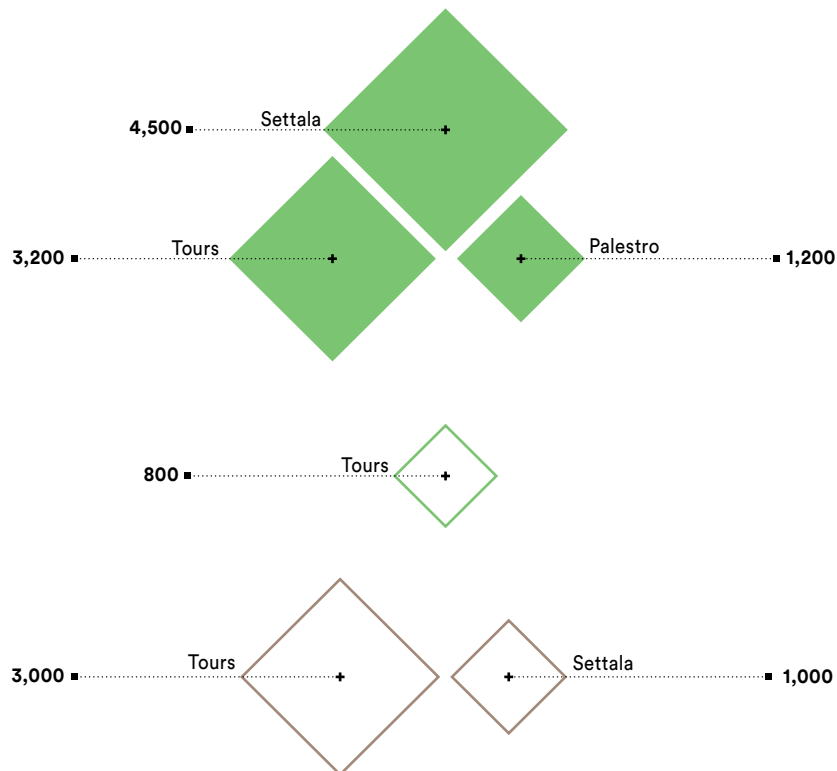 Settala
4,500
Tours
3,200
Palestro
1,200
Tours
800
Tours
3,000
Settala
1,000